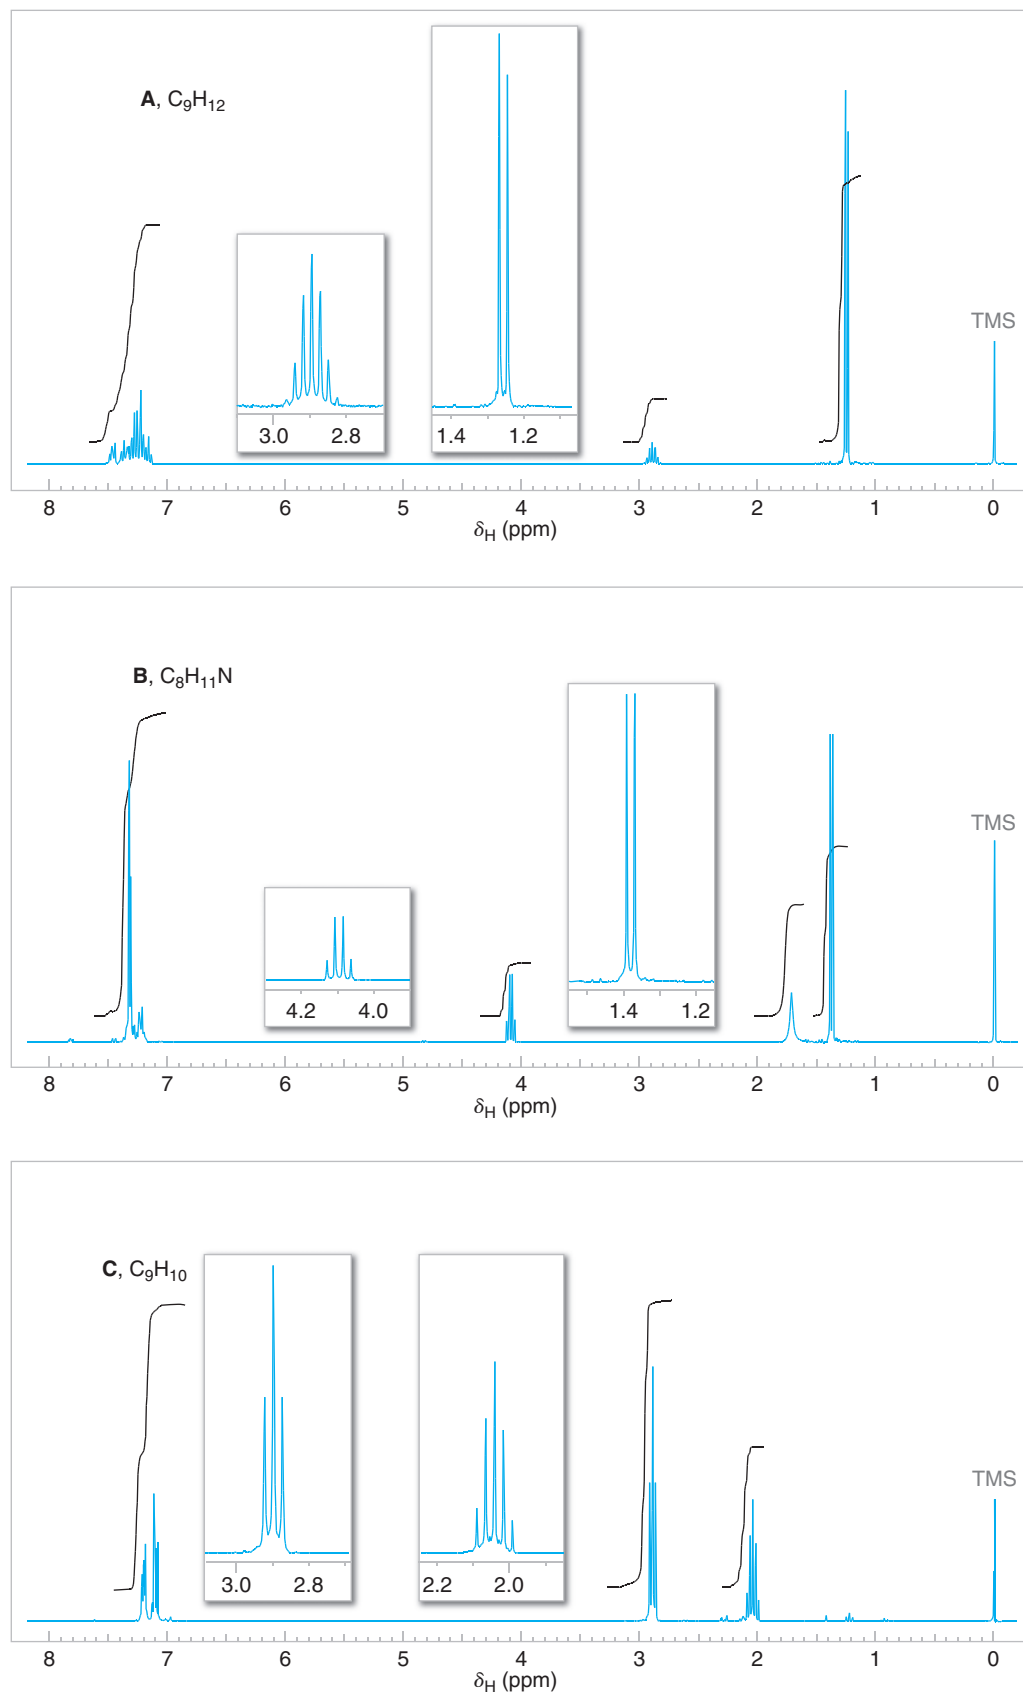 A, C₉H₁₂
TMS
3.0 2.8
1.4 1.2
8 7 6 5 4 3 2 1 0
δH (ppm)
B, C₈H₁₁N
TMS
4.2 4.0
1.4 1.2
8 7 6 5 4 3 2 1 0
δH (ppm)
C, C₉H₁₀
TMS
3.0 2.8
2.2 2.0
8 7 6 5 4 3 2 1 0
δH (ppm)